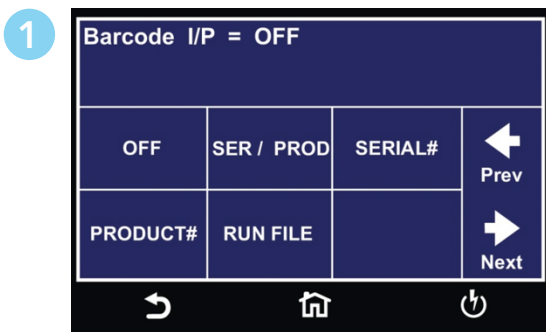 1
Barcode I/P = OFF
OFF
SER / PROD
SERIAL#
Prev
PRODUCT#
RUN FILE
Next